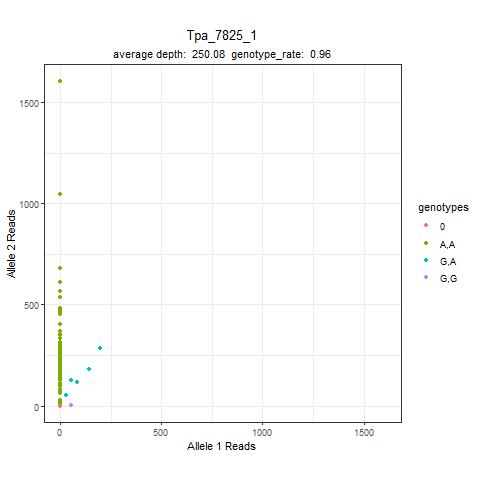 Tpa_7825_1
average depth:  250.08  genotype_rate:  0.96
1500
1000
500
0
Allele 2 Reads
0
500
1000
1500
Allele 1 Reads
genotypes
0
A,A
G,A
G,G